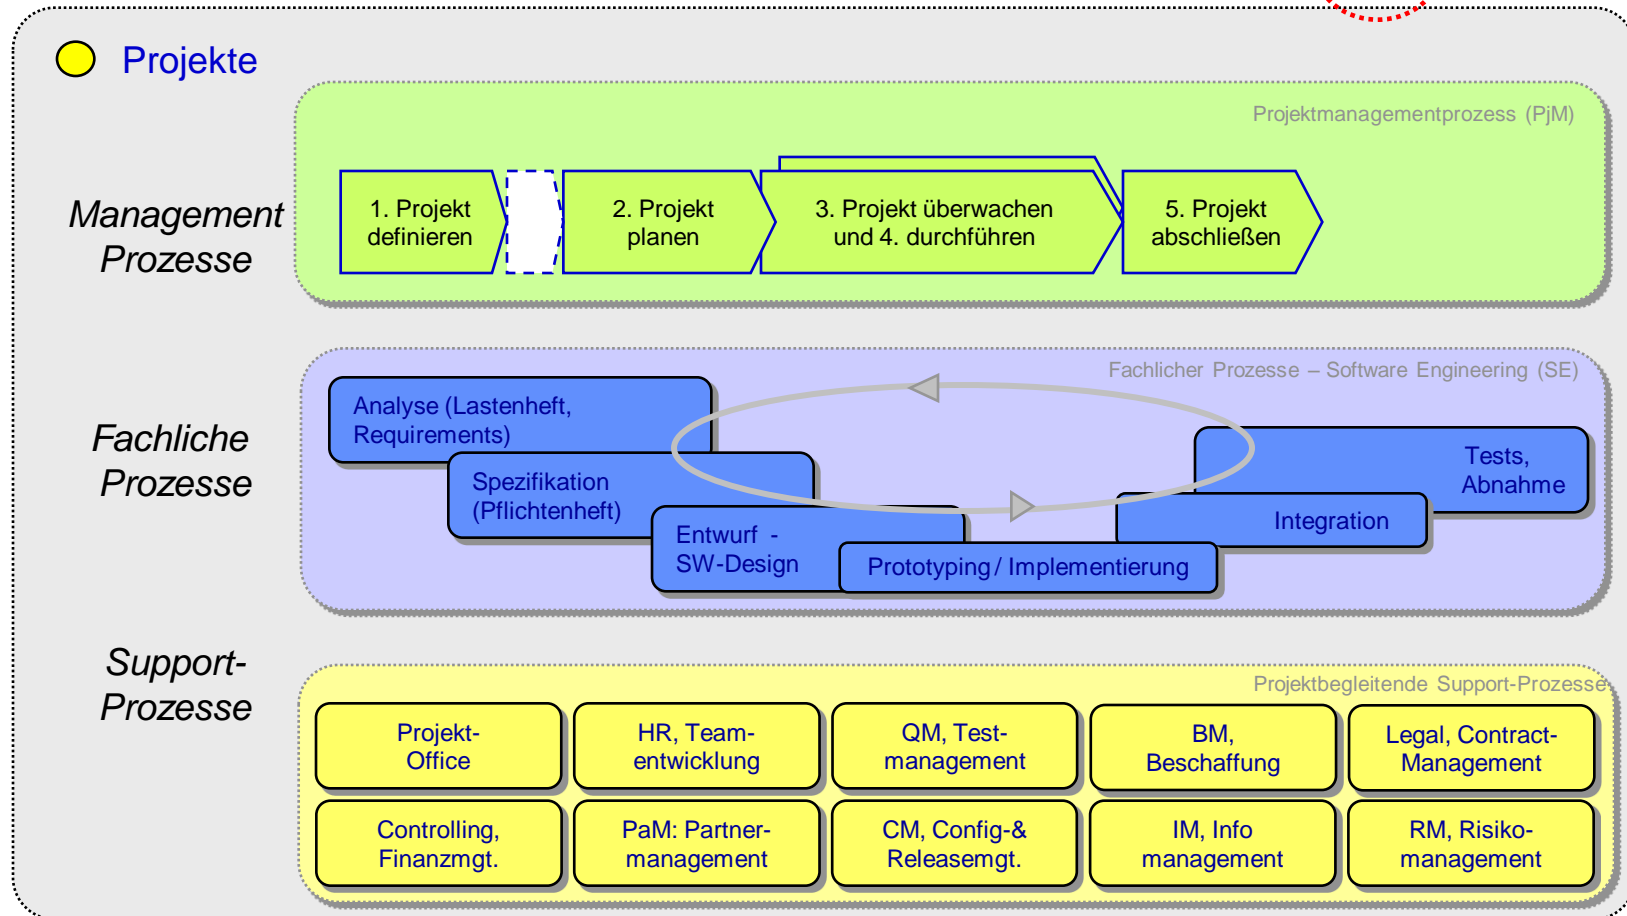 Projekte
Projektmanagementprozess (PjM)
Management
Prozesse
1. Projekt
definieren
2. Projekt
planen
3. Projekt überwachen
und 4. durchführen
5. Projekt
abschließen
Fachlicher Prozesse – Software Engineering (SE)
Fachliche
Prozesse
Analyse (Lastenheft,
Requirements)
Spezifikation
(Pflichtenheft)
Entwurf -
SW-Design
Prototyping / Implementierung
Integration
Tests,
Abnahme
Support-
Prozesse
Projektbegleitende Support-Prozesse
Projekt-
Office
HR, Team-
entwicklung
QM, Test-
management
BM,
Beschaffung
Legal, Contract-
Management
Controlling,
Finanzmgt.
PaM: Partner-
management
CM, Config-&
Releasemgt.
IM, Info
management
RM, Risiko-
management